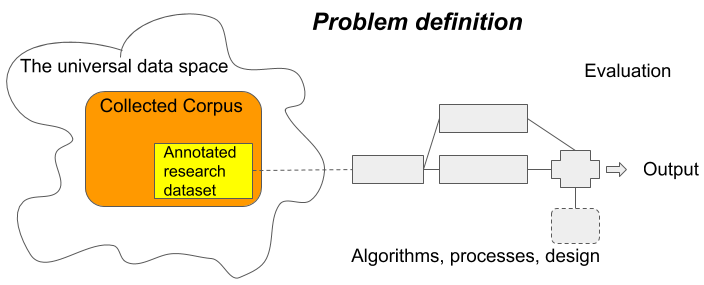 Problem definition
The universal data space
Evaluation
Collected Corpus
Annotated
research
dataset
Output
Algorithms, processes, design